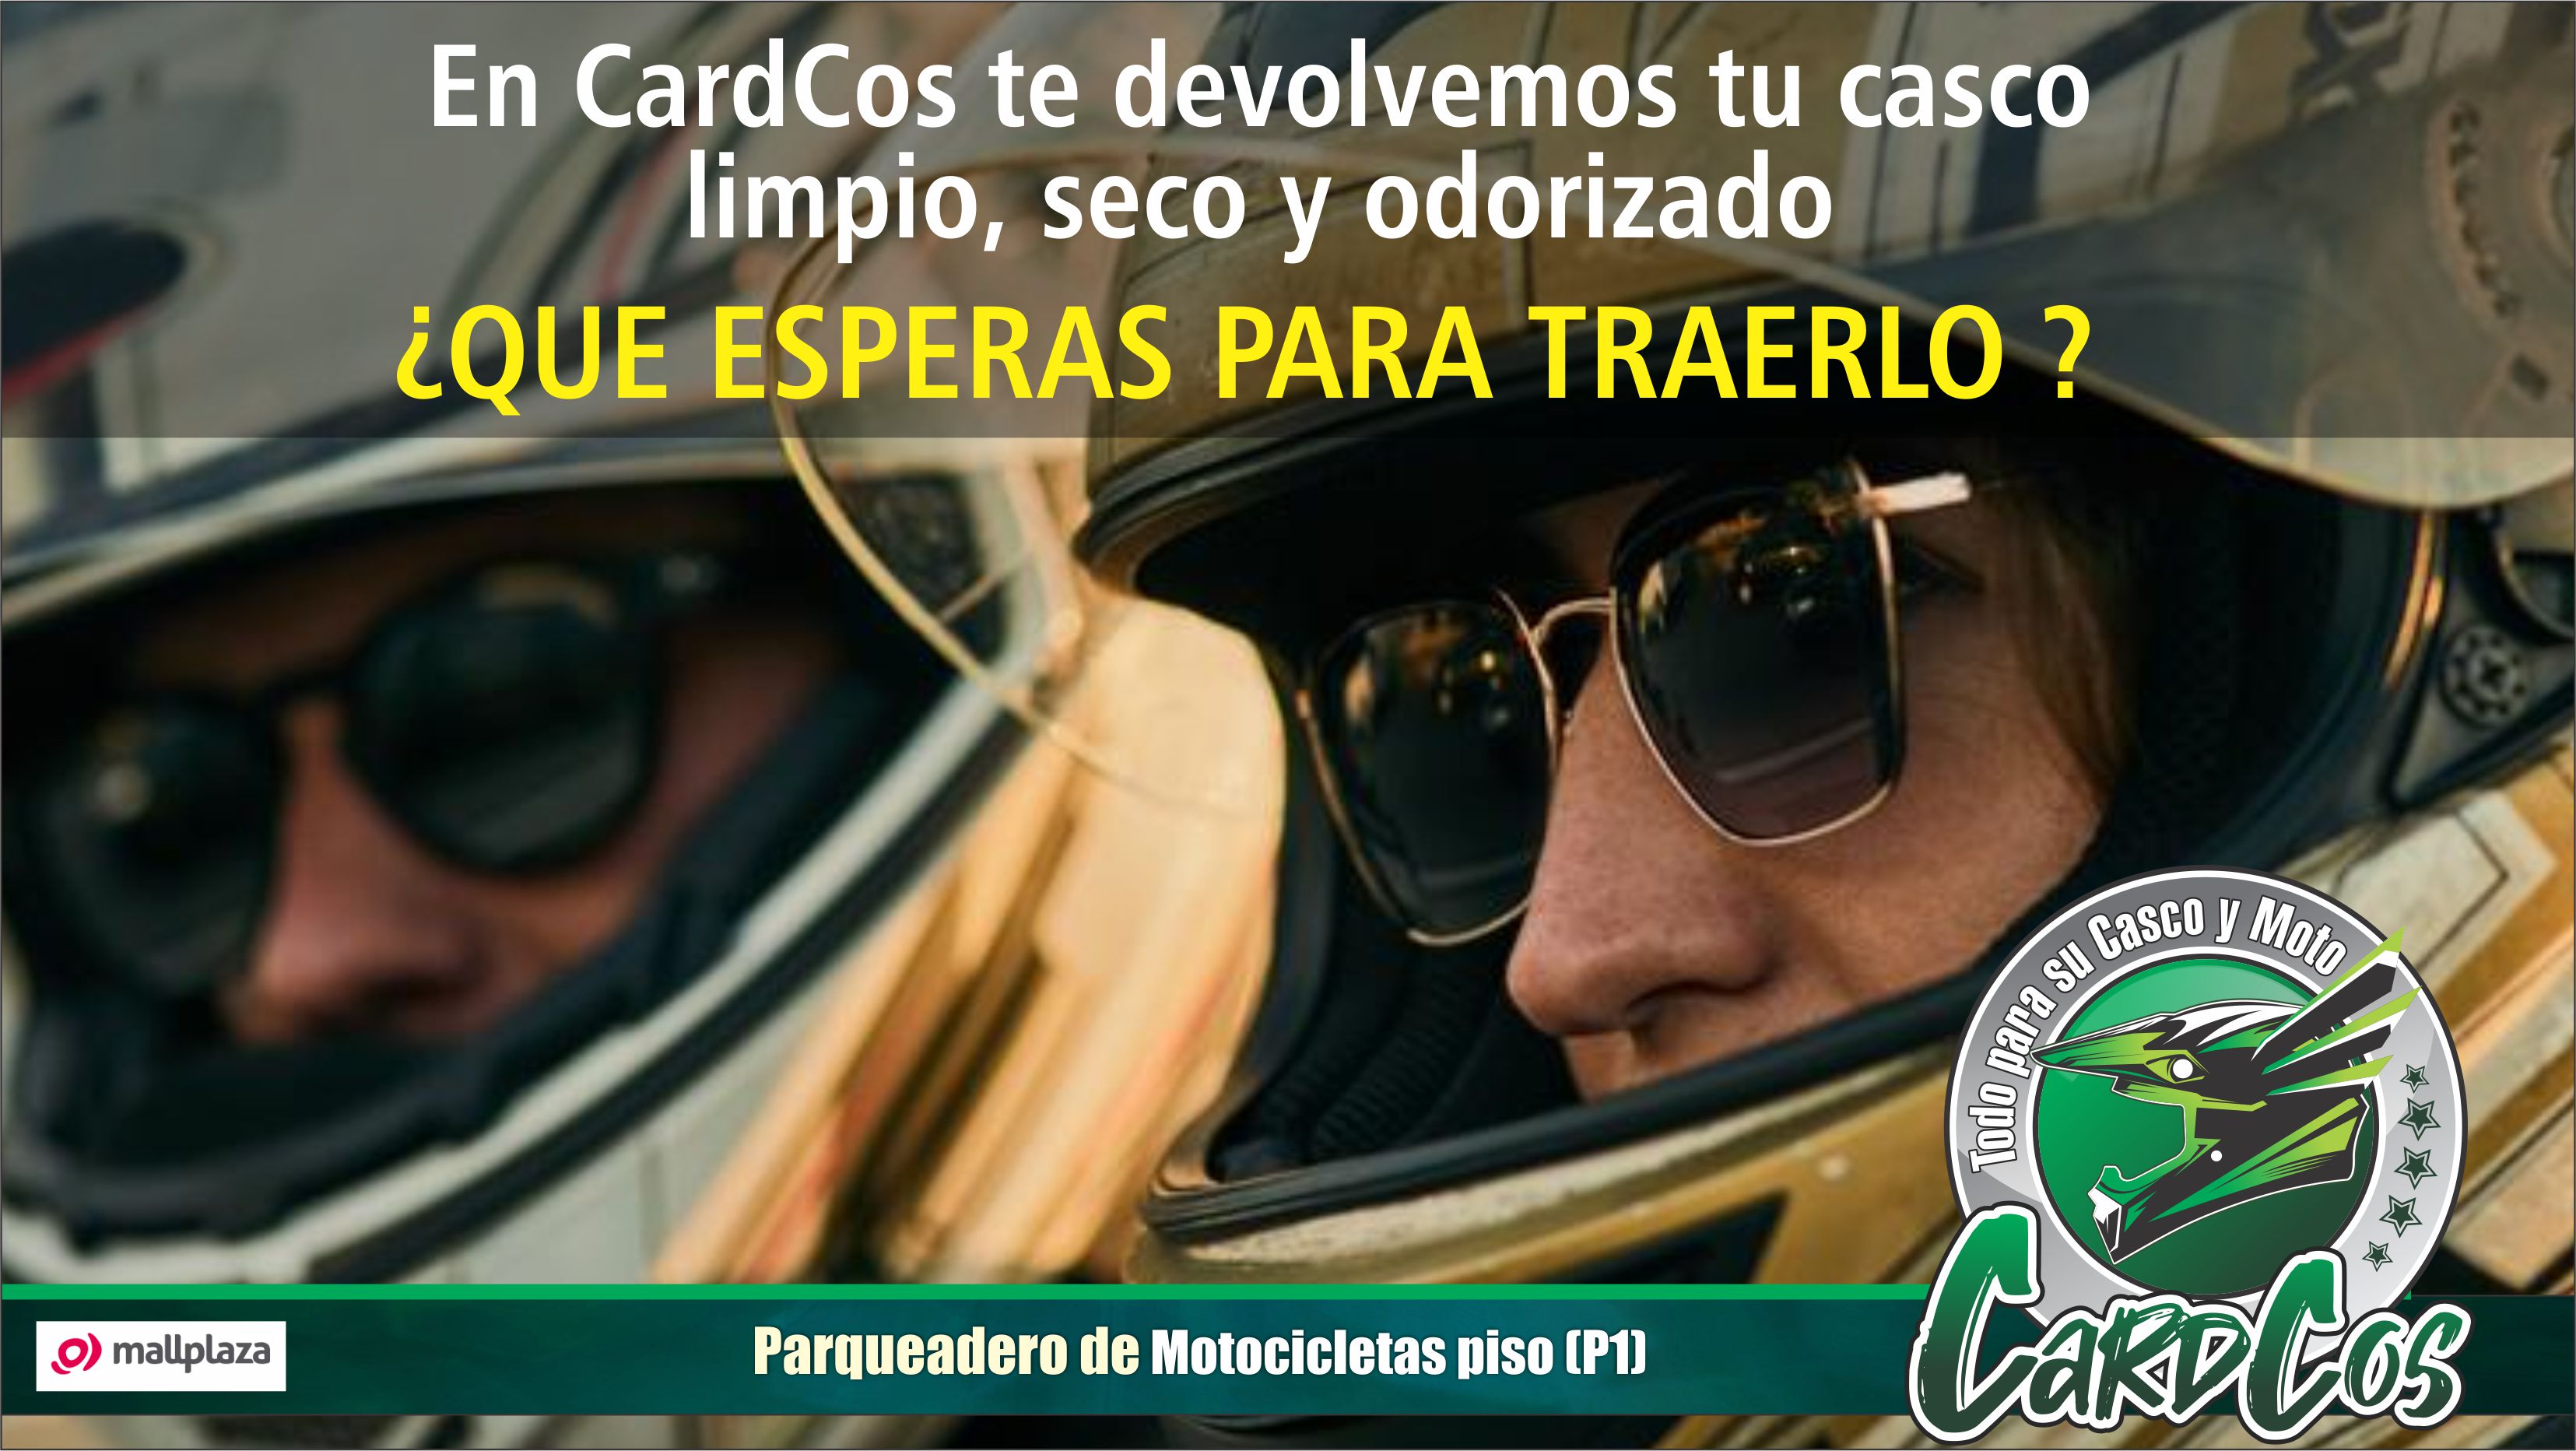 En CardCos te devolvemos tu casco
limpio, seco y odorizado
¿QUE ESPERAS PARA TRAERLO ?
Todo para su Casco y Moto
CARDCOS
mallplaza
Parqueadero de Motocicletas piso (P1)